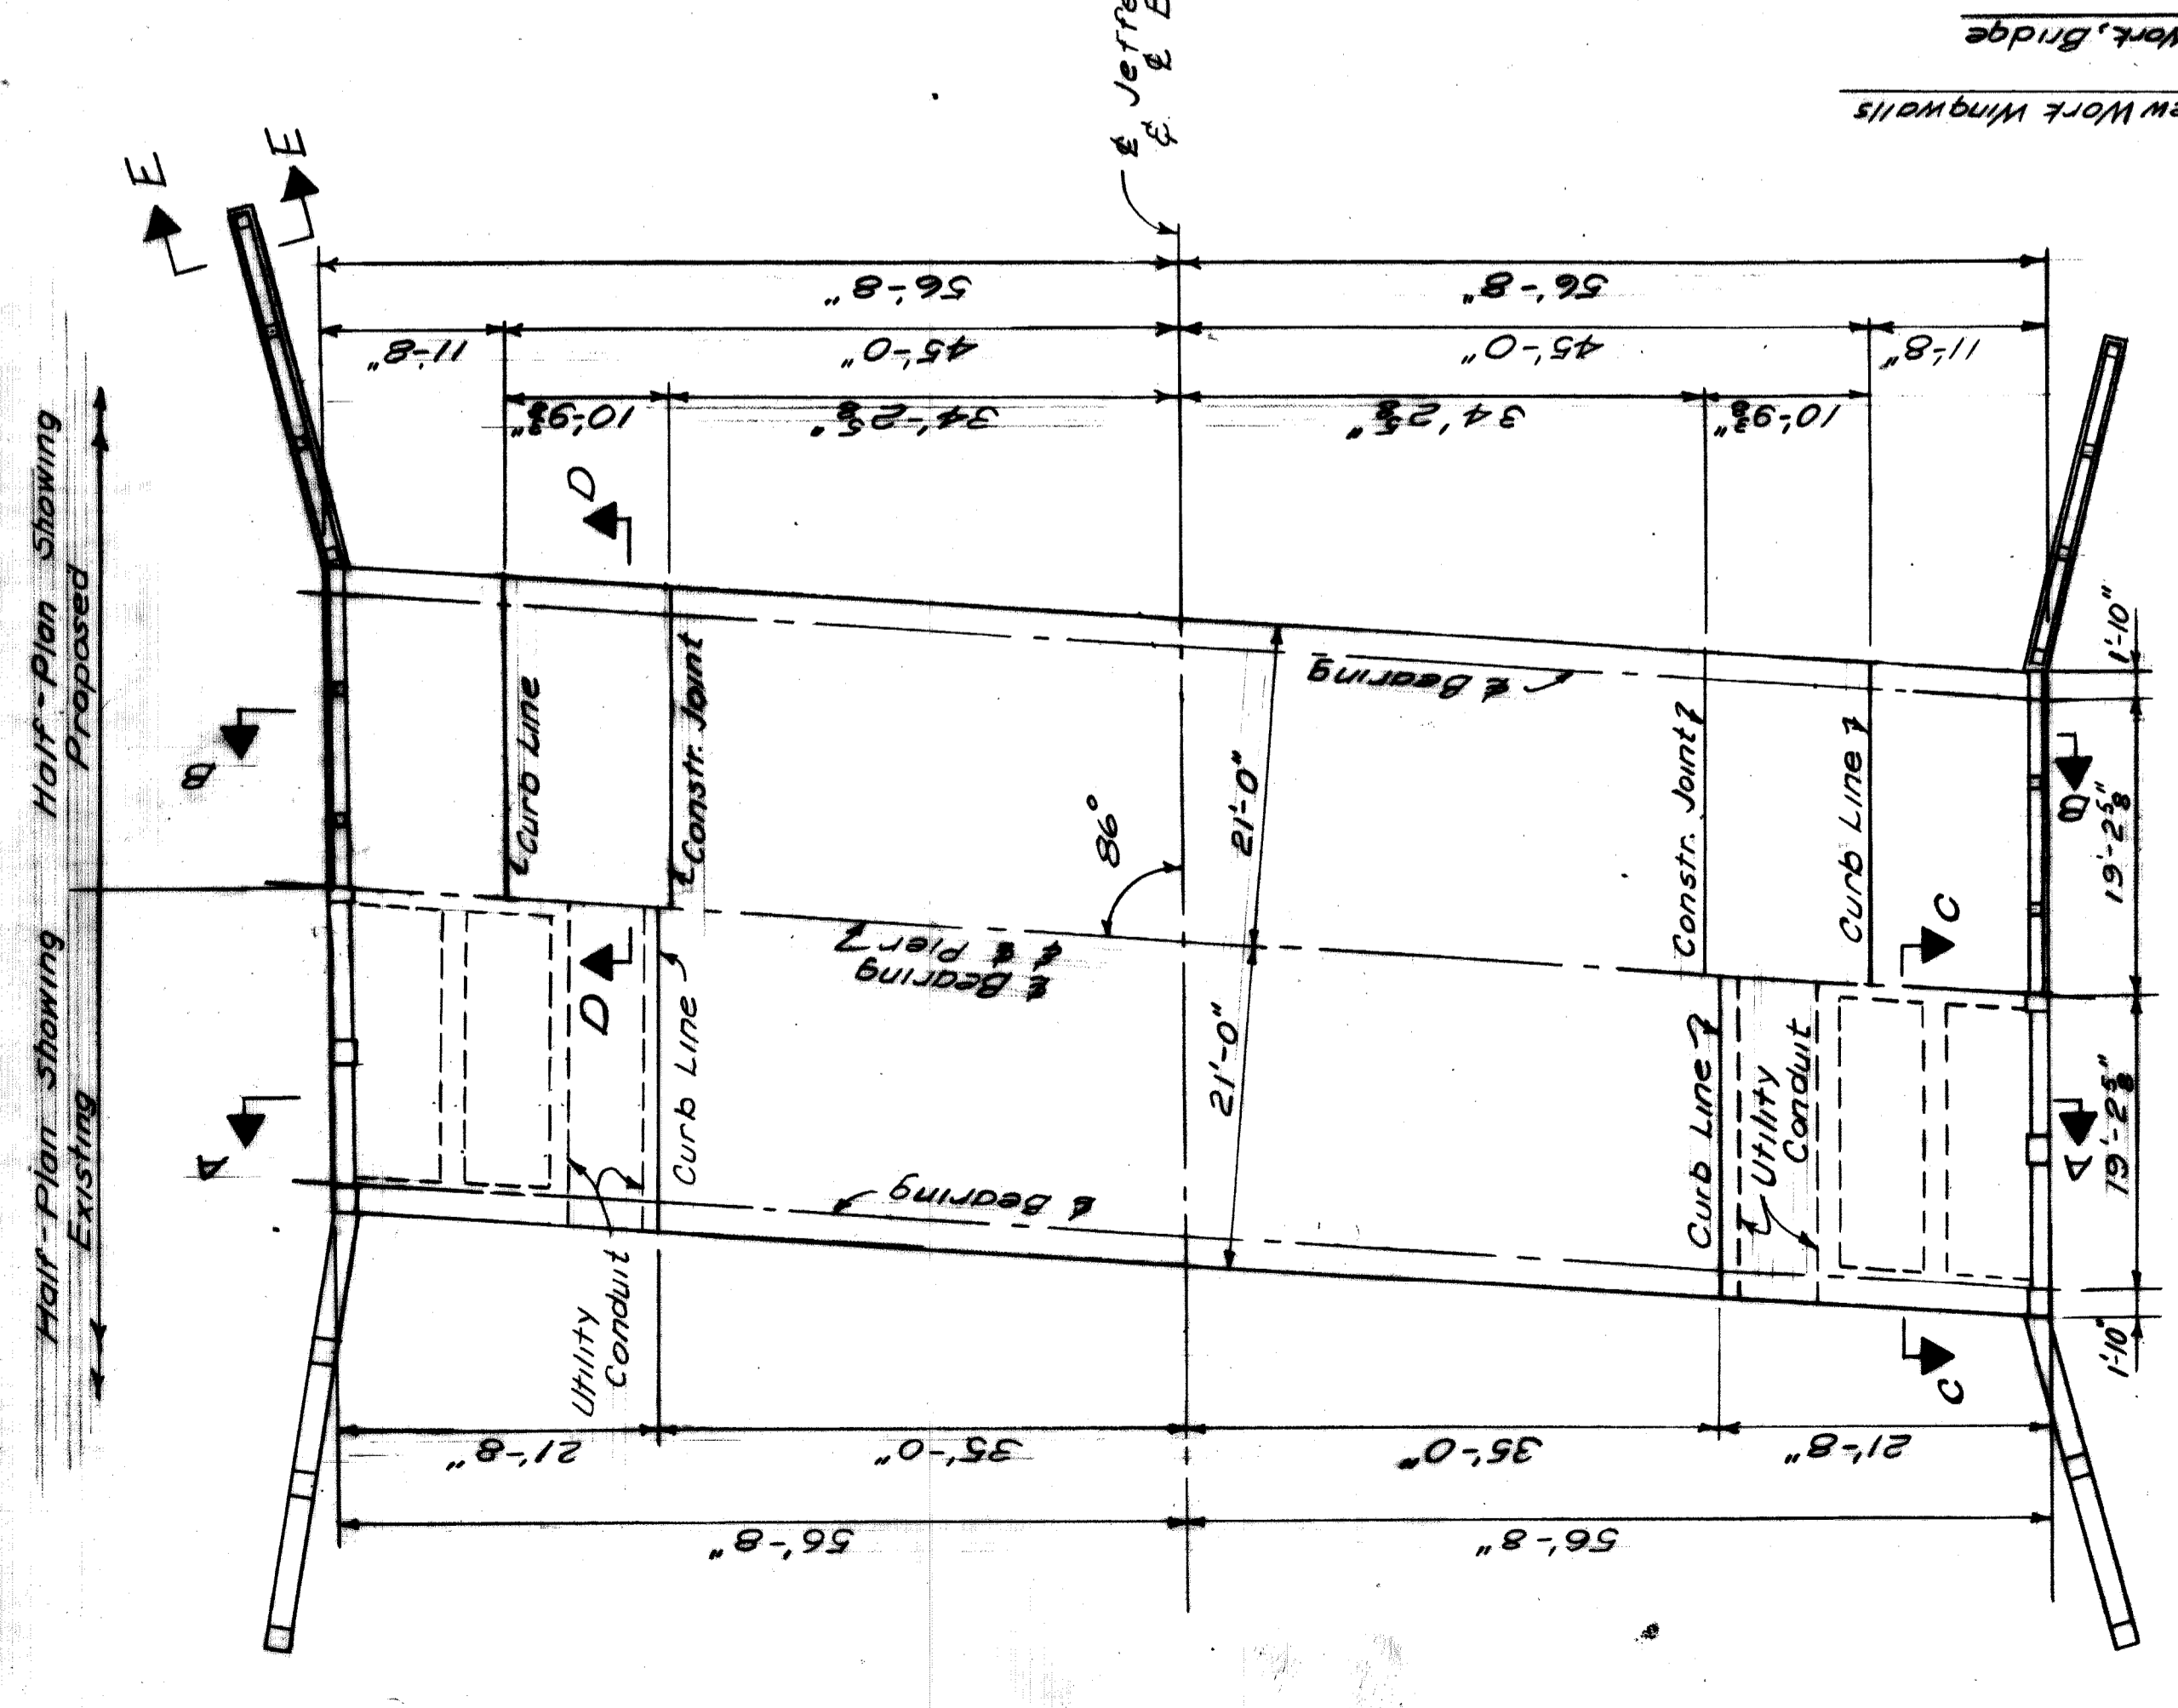 Half-Plan Showing
Existing
Half-Plan Showing
Proposed
E
E
B
A
56'-8"
56'-8"
11'-8"
45'-0"
45'-0"
11'-8"
10'-9⅜"
34'-2⅝"
34'2⅝"
10'-9⅜"
D
D
Curb Line
Constr. Joint
℄ Bearing
Constr. Joint
Curb Line
86°
21'-0"
21'-0"
℄ Bearing
℄ ℄ Pier
Curb Line
℄ Bearing
Utility
Conduit
Curb Line
Utility
Conduit
B
A
C
C
1'-10"
19'-2⅝"
19'-2⅝"
1'-10"
21'-8"
35'-0"
35'-0"
21'-8"
56'-8"
56'-8"
℄
℄ ℄
Work, Bridge
Work Wingwalls